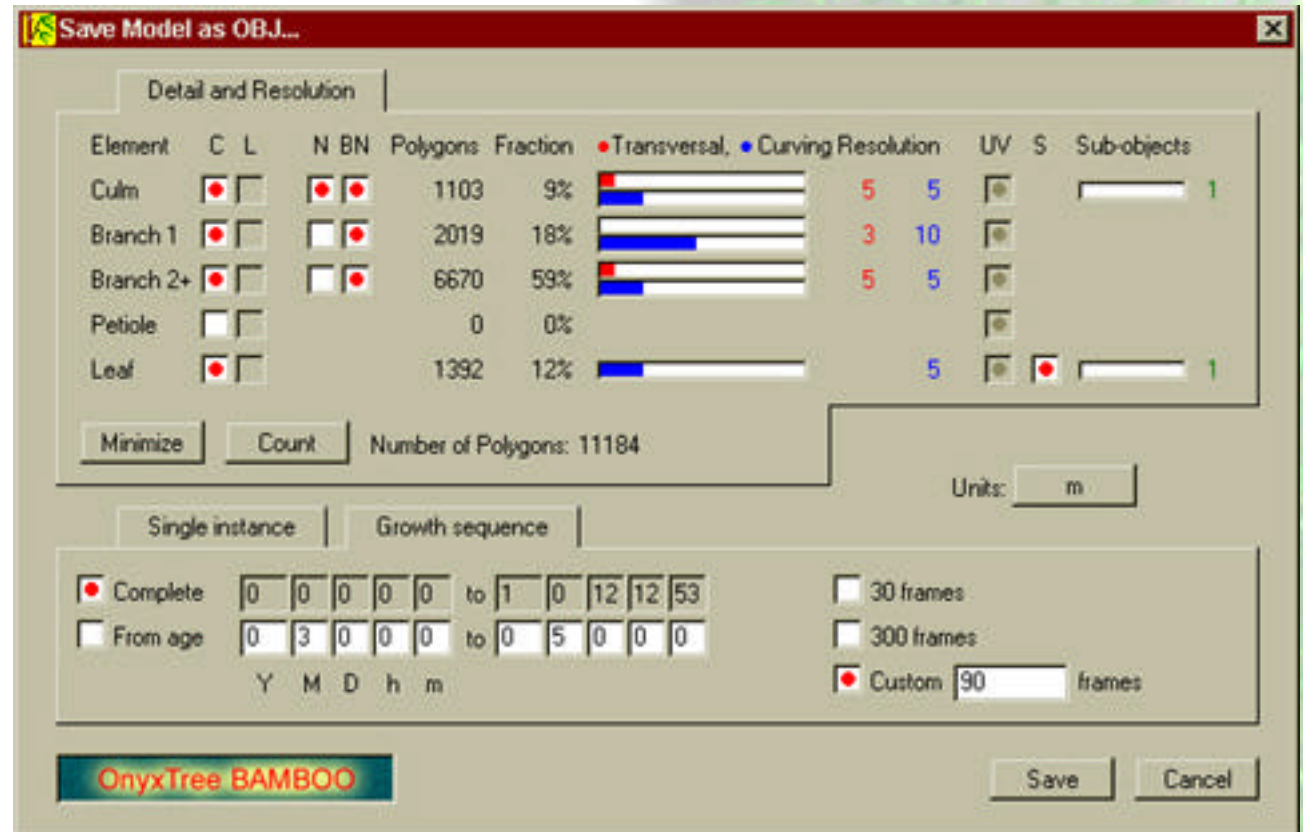 Save Model as OBJ...
Detail and Resolution
Element C L N BN Polygons Fraction •Transversal, •Curving Resolution UV S Sub-objects
Culm 1103 9% 5 5 1
Branch 1 2019 18% 3 10
Branch 2+ 6670 59% 5 5
Petiole 0 0%
Leaf 1392 12% 5 1
Minimize Count Number of Polygons: 11184
Units: m
Single instance Growth sequence
Complete 0 0 0 0 0 to 1 0 12 12 53 30 frames
From age 0 3 0 0 0 to 0 5 0 0 0 300 frames
Y M D h m Custom 90 frames
OnyxTree BAMBOO Save Cancel